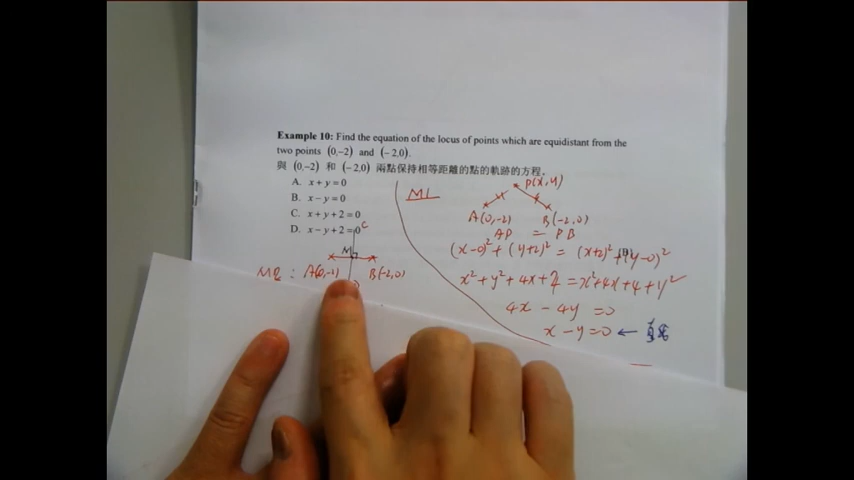 Example 10: Find the equation of the locus of points which are equidistant from the
two points (0,−2) and (−2,0).
與 (0,−2) 和 (−2,0) 兩點保持相等距離的點的軌跡的方程。
A. x + y = 0
B. x − y = 0
C. x + y + 2 = 0
D. x − y + 2 = 0
C
M
M2 : A(0,-2) B(-2,0)
M1
P(x,y)
A(0,-2) B(-2,0)
AP = PB
(x-0)² + (y+2)² = (x+2)² + (y-0)²
(B)
x² + y² + 4x + 2 = x² + 4x + 4 + y²
4x - 4y = 0
x - y = 0 ←